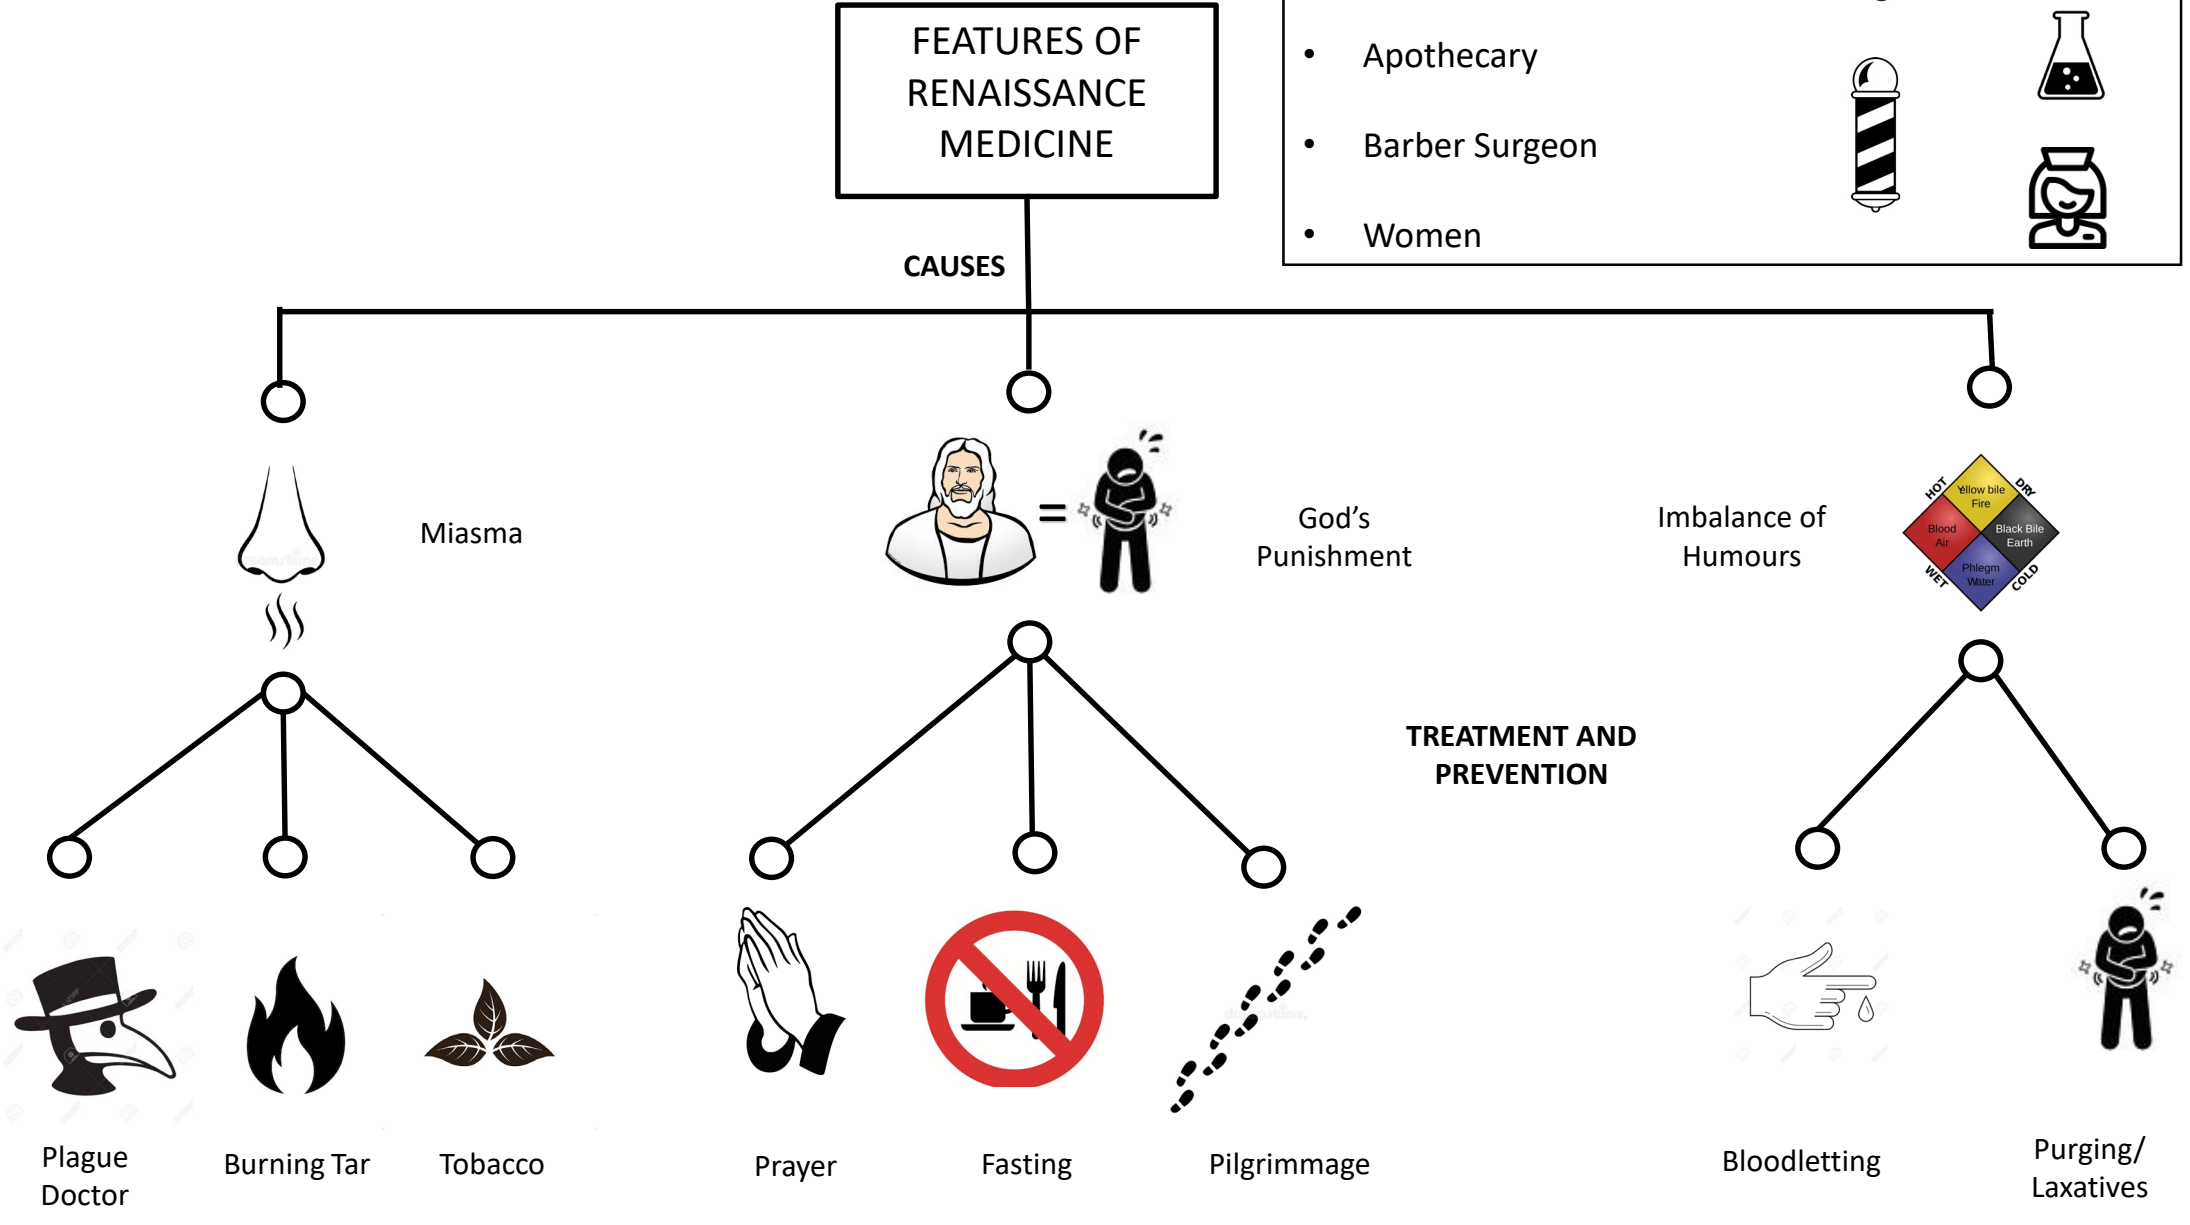 FEATURES OF
RENAISSANCE
MEDICINE
• Apothecary
• Barber Surgeon
• Women
CAUSES
Miasma
God’s
Punishment
Imbalance of
Humours
HOT
DRY
Yellow bile
Fire
Blood
Air
Black Bile
Earth
Phlegm
Water
WET
COLD
TREATMENT AND
PREVENTION
Plague
Doctor
Burning Tar
Tobacco
Prayer
Fasting
Pilgrimmage
Bloodletting
Purging/
Laxatives